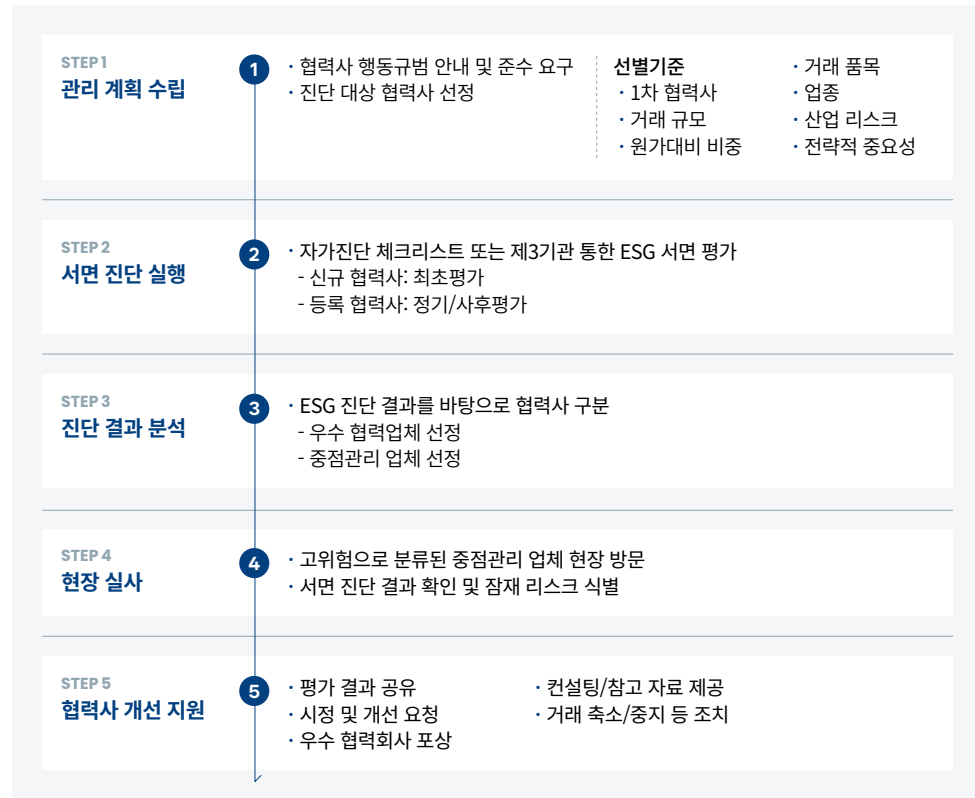 STEP 1
관리 계획 수립
1
· 협력사 행동규범 안내 및 준수 요구
· 진단 대상 협력사 선정
선별기준
· 1차 협력사
· 거래 규모
· 원가대비 비중
· 거래 품목
· 업종
· 산업 리스크
· 전략적 중요성
STEP 2
서면 진단 실행
2
· 자가진단 체크리스트 또는 제3기관 통한 ESG 서면 평가
- 신규 협력사: 최초평가
- 등록 협력사: 정기/사후평가
STEP 3
진단 결과 분석
3
· ESG 진단 결과를 바탕으로 협력사 구분
- 우수 협력업체 선정
- 중점관리 업체 선정
STEP 4
현장 실사
4
· 고위험으로 분류된 중점관리 업체 현장 방문
· 서면 진단 결과 확인 및 잠재 리스크 식별
STEP 5
협력사 개선 지원
5
· 평가 결과 공유
· 시정 및 개선 요청
· 우수 협력회사 포상
· 컨설팅/참고 자료 제공
· 거래 축소/중지 등 조치